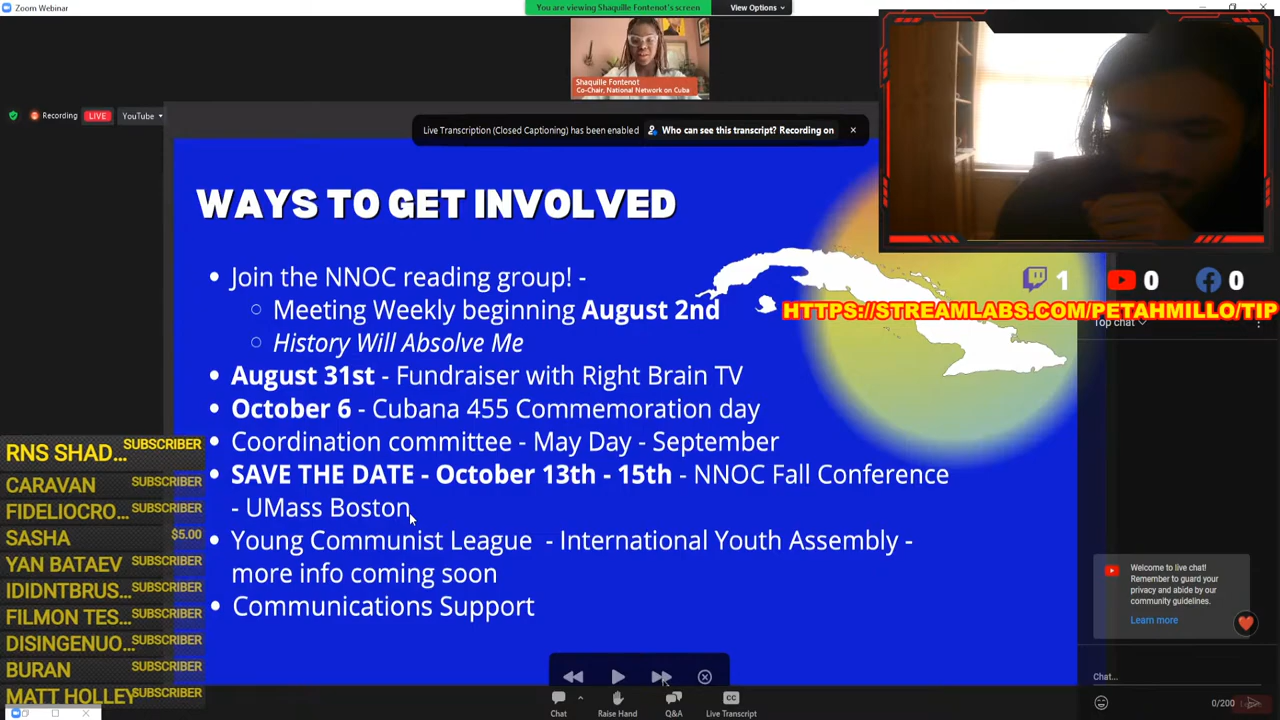 Zoom Webinar
You are viewing Shaquille Fontenot's screen
View Options
Shaquille Fontenot
Co-Chair, National Network on Cuba
Recording
LIVE
YouTube
Live Transcription (Closed Captioning) has been enabled
Who can see this transcript? Recording on
WAYS TO GET INVOLVED
• Join the NNOC reading group! -
○ Meeting Weekly beginning August 2nd
○ History Will Absolve Me
• August 31st - Fundraiser with Right Brain TV
• October 6 - Cubana 455 Commemoration day
• Coordination committee - May Day - September
• SAVE THE DATE - October 13th - 15th - NNOC Fall Conference
- UMass Boston
• Young Communist League - International Youth Assembly -
more info coming soon
• Communications Support
1
0
0
HTTPS://STREAMLABS.COM/PETAHMILLO/TIP
Top chat
RNS SHAD... SUBSCRIBER
CARAVAN SUBSCRIBER
FIDELIOCRO... SUBSCRIBER
SASHA $5.00
YAN BATAEV SUBSCRIBER
IDIDNTBRUS... SUBSCRIBER
FILMON TES... SUBSCRIBER
DISINGENUO... SUBSCRIBER
BURAN SUBSCRIBER
MATT HOLLEY SUBSCRIBER
Welcome to live chat!
Remember to guard your
privacy and abide by our
community guidelines.
Learn more
Chat...
0/200
Chat
Raise Hand
Q&A
Live Transcript